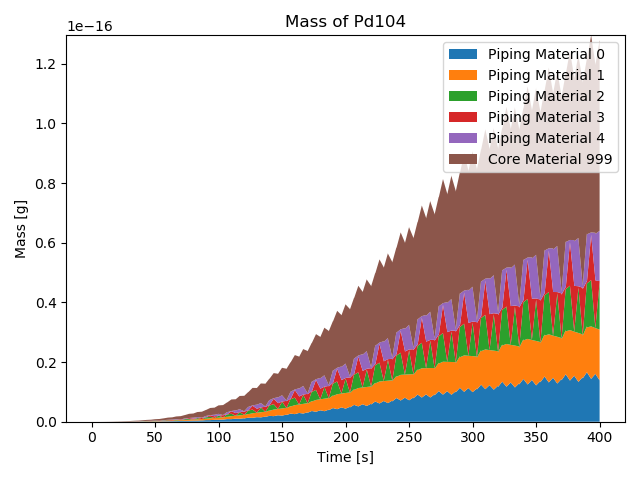 Mass of Pd104
1e−16
Piping Material 0
Piping Material 1
Piping Material 2
Piping Material 3
Piping Material 4
Core Material 999
1.2
1.0
0.8
0.6
0.4
0.2
0.0
Mass [g]
0 50 100 150 200 250 300 350 400
Time [s]